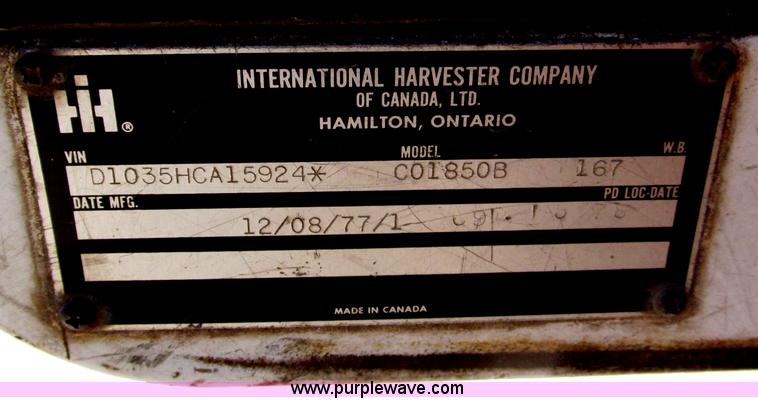 INTERNATIONAL HARVESTER COMPANY
OF CANADA, LTD.
HAMILTON, ONTARIO
IH ®
VIN MODEL W.B.
D1035HCA15924* CO1850B 167
DATE MFG. PD LOC-DATE
12/08/77/1
MADE IN CANADA
www.purplewave.com